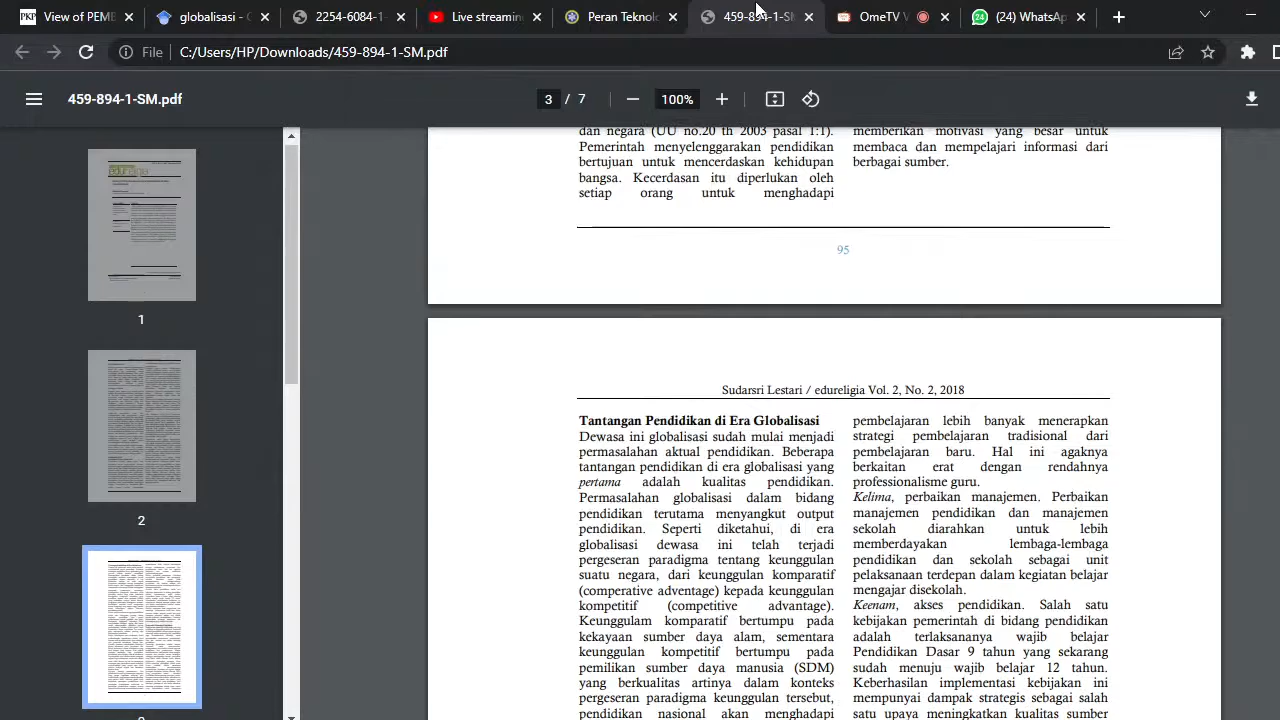 View of PEMB
globalisasi - G
2254-6084-1-
Live streamin
Peran Teknolo
459-894-1-SM
OmeTV V
(24) WhatsAp
File
C:/Users/HP/Downloads/459-894-1-SM.pdf
459-894-1-SM.pdf
3 / 7
100%
1
2
dan negara (UU no.20 th 2003 pasal 1:1).
Pemerintah menyelenggarakan pendidikan
bertujuan untuk mencerdaskan kehidupan
bangsa. Kecerdasan itu diperlukan oleh
setiap orang untuk menghadapi
memberikan motivasi yang besar untuk
membaca dan mempelajari informasi dari
berbagai sumber.
95
Sudarsri Lestari / edureligia Vol. 2, No. 2, 2018
Tantangan Pendidikan di Era Globalisasi
Dewasa ini globalisasi sudah mulai menjadi
permasalahan aktual pendidikan. Beberapa
tantangan pendidikan di era globalisasi yang
pertama adalah kualitas pendidikan.
Permasalahan globalisasi dalam bidang
pendidikan terutama menyangkut output
pendidikan. Seperti diketahui, di era
globalisasi dewasa ini telah terjadi
pergeseran paradigma tentang keunggulan
suatu negara, dari keunggulan komparatif
(comperative adventage) kepada keunggulan
kompetitif (competitive advantage).
Keunggulam komparatif bertumpu pada
kekayaan sumber daya alam, sementara
keunggulan kompetitif bertumpu pada
pemilikan sumber daya manusia (SDM)
yang berkualitas artinya dalam konteks
pergeseran paradigma keunggulan tersebut,
pendidikan nasional akan menghadapi
pembelajaran lebih banyak menerapkan
strategi pembelajaran tradisional dari
pembelajaran baru. Hal ini agaknya
berkaitan erat dengan rendahnya
professionalisme guru.
Kelima, perbaikan manajemen. Perbaikan
manajemen pendidikan dan manajemen
sekolah diarahkan untuk lebih
memberdayakan lembaga-lembaga
pendidikan dan sekolah sebagai unit
pelaksanaan terdepan dalam kegiatan belajar
mengajar disekolah.
Keenam, akses pendidikan. Salah satu
kebijakan pemerintah di bidang pendidikan
adalah terlaksananya wajib belajar
Pendidikan Dasar 9 tahun yang sekarang
sudah menuju wajib belajar 12 tahun.
Keberhasilan implementasi kebijakan ini
mempunyai dampak strategis sebagai salah
satu upaya meningkatkan kualitas sumber